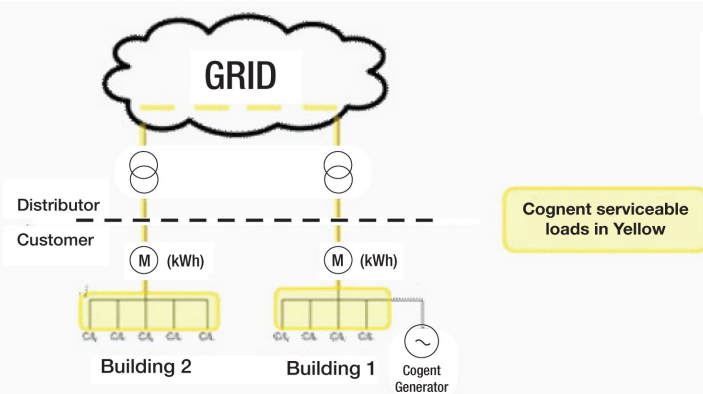 GRID
Distributor
Customer
M (kWh)
M (kWh)
Cognent serviceable
loads in Yellow
Building 2
Building 1
Cogent
Generator